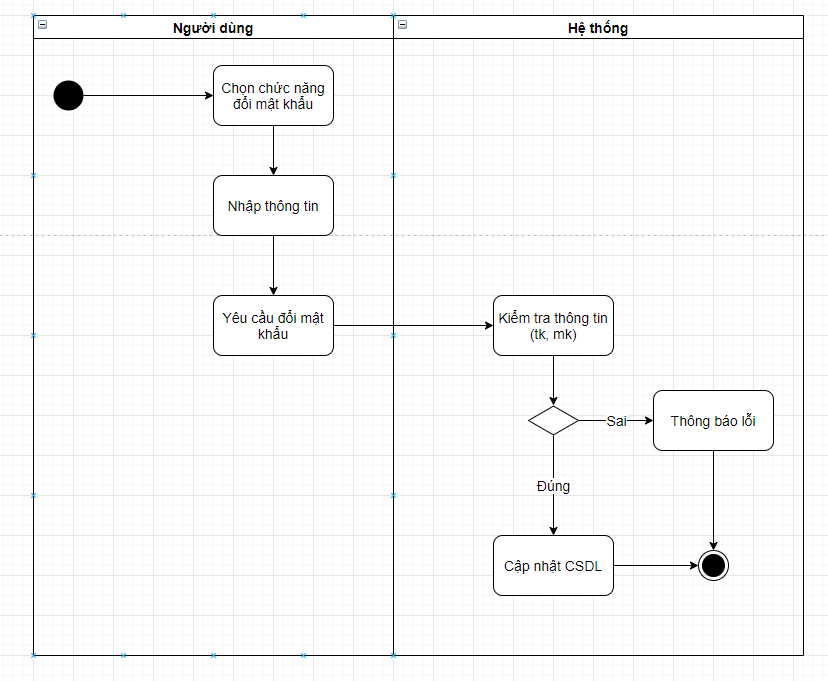 Người dùng
Hệ thống
Chọn chức năng
đổi mật khẩu
Nhập thông tin
Yêu cầu đổi mật
khẩu
Kiểm tra thông tin
(tk, mk)
Sai
Thông báo lỗi
Đúng
Cập nhật CSDL